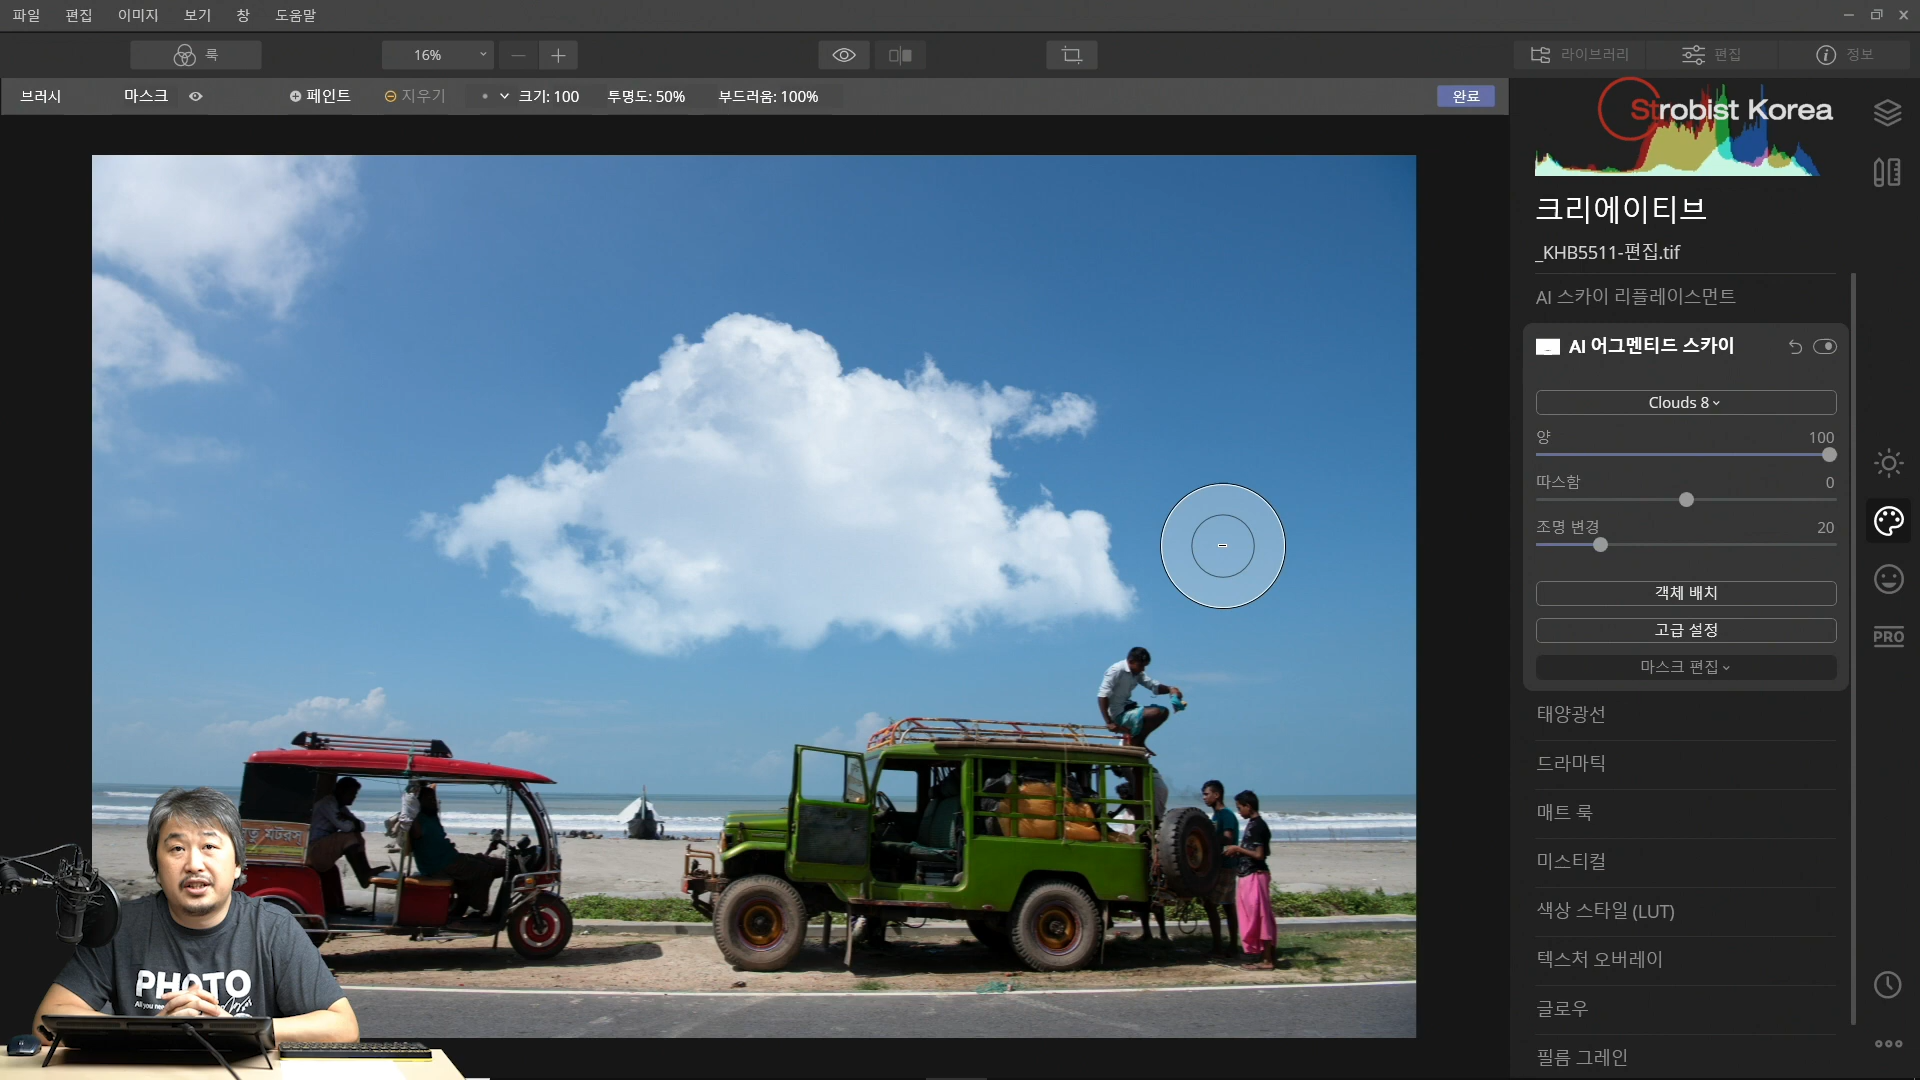 파일 편집 이미지 보기 창 도움말
룩 16% 라이브러리 편집 정보
브러시 마스크 페인트 지우기 크기: 100 투명도: 50% 부드러움: 100% 완료
Strobist Korea
크리에이티브
_KHB5511-편집.tif
AI 스카이 리플레이스먼트
AI 어그멘티드 스카이
Clouds 8
양 100
따스함 0
조명 변경 20
객체 배치
고급 설정
PRO
마스크 편집
태양광선
드라마틱
매트 룩
미스티컬
색상 스타일 (LUT)
텍스처 오버레이
글로우
필름 그레인
PHOTO
All you